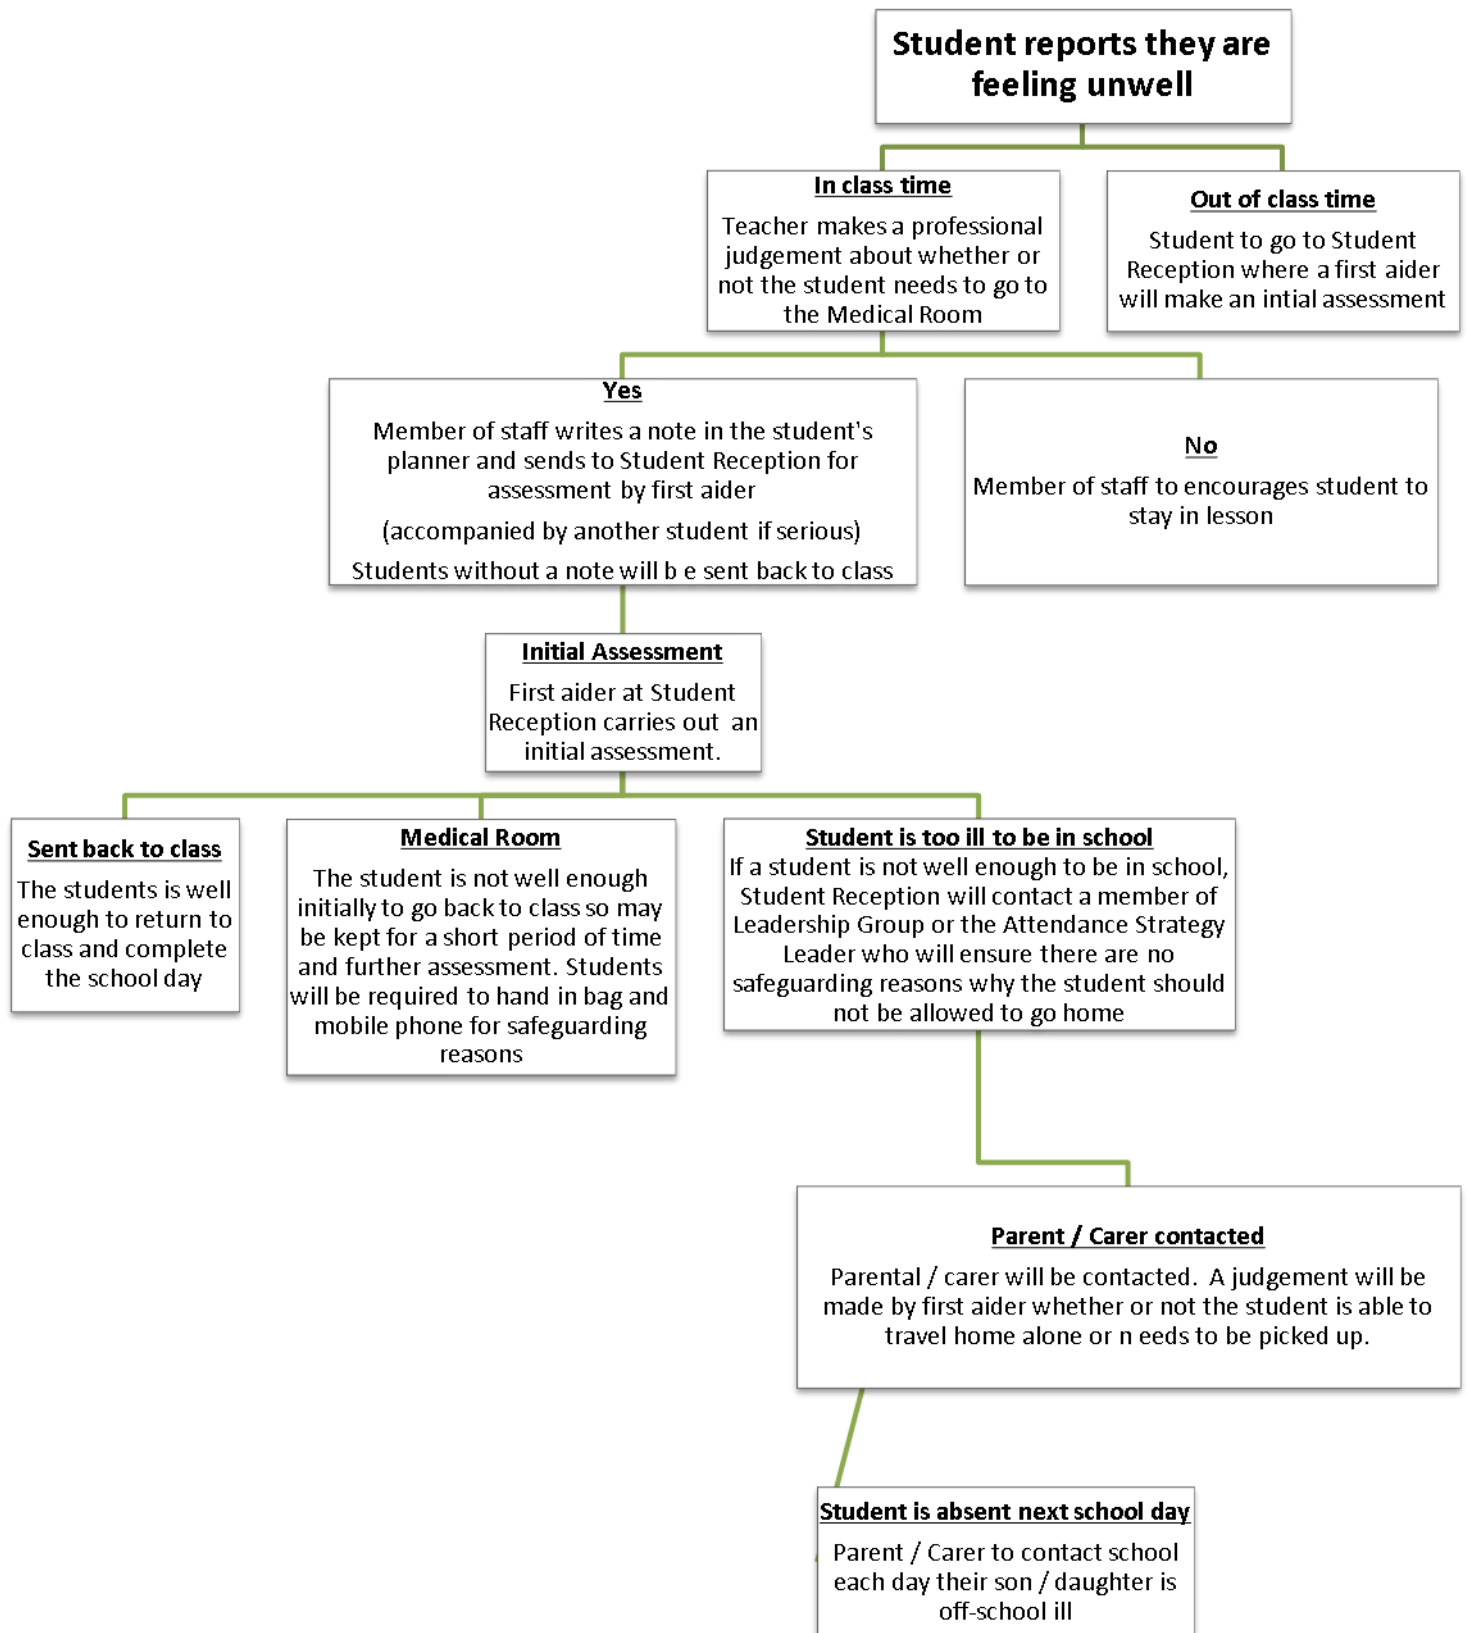 Student reports they are
feeling unwell
In class time
Teacher makes a professional
judgement about whether or
not the student needs to go to
the Medical Room
Out of class time
Student to go to Student
Reception where a first aider
will make an intial assessment
Yes
Member of staff writes a note in the student's
planner and sends to Student Reception for
assessment by first aider
(accompanied by another student if serious)
Students without a note will b e sent back to class
No
Member of staff to encourages student to
stay in lesson
Initial Assessment
First aider at Student
Reception carries out an
initial assessment.
Sent back to class
The students is well
enough to return to
class and complete
the school day
Medical Room
The student is not well enough
initially to go back to class so may
be kept for a short period of time
and further assessment. Students
will be required to hand in bag and
mobile phone for safeguarding
reasons
Student is too ill to be in school
If a student is not well enough to be in school,
Student Reception will contact a member of
Leadership Group or the Attendance Strategy
Leader who will ensure there are no
safeguarding reasons why the student should
not be allowed to go home
Parent / Carer contacted
Parental / carer will be contacted. A judgement will be
made by first aider whether or not the student is able to
travel home alone or n eeds to be picked up.
Student is absent next school day
Parent / Carer to contact school
each day their son / daughter is
off-school ill